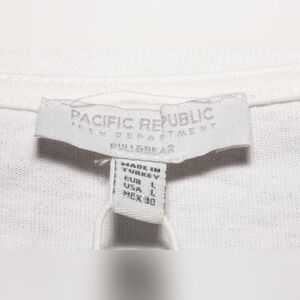 PACIFIC REPUBLIC
TEEN DEPARTMENT
PULL&BEAR
MADE IN
TURKEY
EUR L
USA L
MEX 30